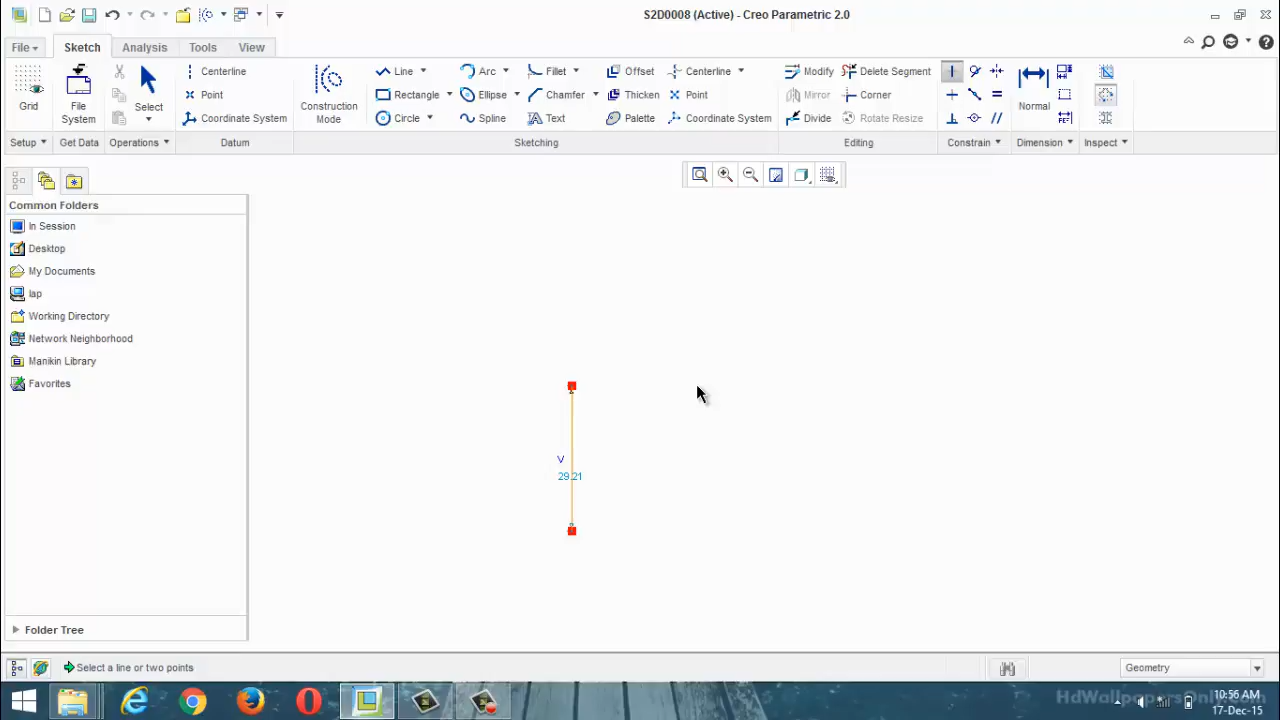 S2D0008 (Active) - Creo Parametric 2.0
File
Sketch
Analysis
Tools
View
Grid
File System
Select
Centerline
Point
Coordinate System
Construction Mode
Line
Arc
Fillet
Offset
Centerline
Rectangle
Ellipse
Chamfer
Thicken
Point
Circle
Spline
Text
Palette
Coordinate System
Modify
Delete Segment
Mirror
Corner
Divide
Rotate Resize
Normal
Setup
Get Data
Operations
Datum
Sketching
Editing
Constrain
Dimension
Inspect
Common Folders
In Session
Desktop
My Documents
lap
Working Directory
Network Neighborhood
Manikin Library
Favorites
V
29.21
Folder Tree
Select a line or two points
Geometry
HdWallpapersOnly.com
10:56 AM
17-Dec-15